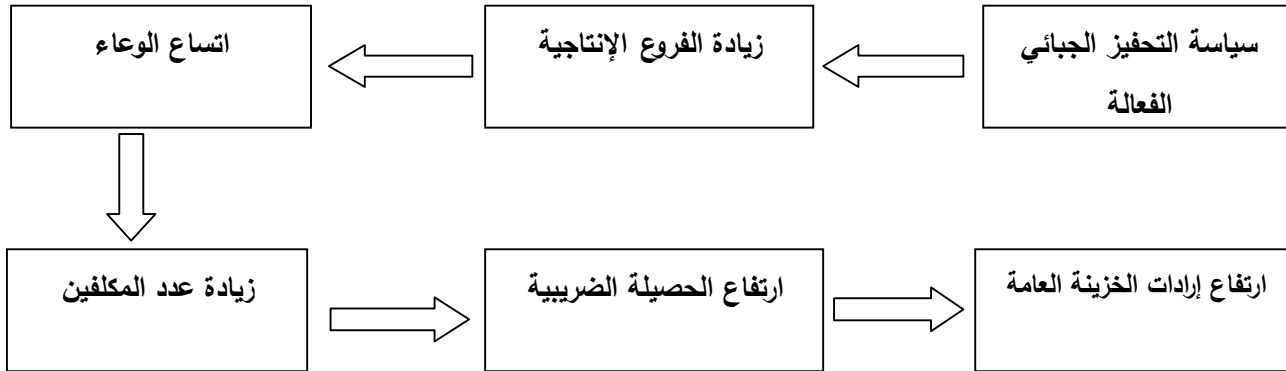 سياسة التحفيز الجبائي
الفعالة
زيادة الفروع الإنتاجية
اتساع الوعاء
زيادة عدد المكلفين
ارتفاع الحصيلة الضريبية
ارتفاع إرادات الخزينة العامة